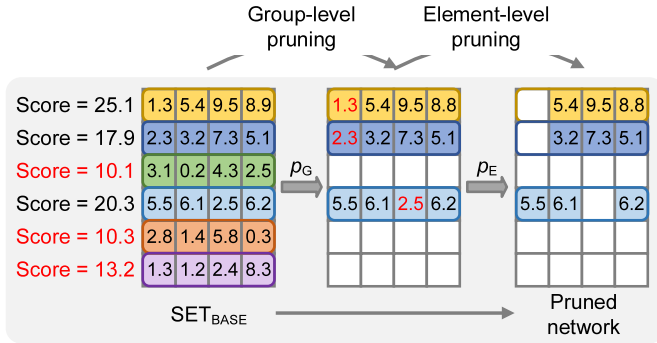 Group-level
pruning
Element-level
pruning
Score = 25.1 1.3 5.4 9.5 8.9 1.3 5.4 9.5 8.8 5.4 9.5 8.8
Score = 17.9 2.3 3.2 7.3 5.1 2.3 3.2 7.3 5.1 3.2 7.3 5.1
Score = 10.1 3.1 0.2 4.3 2.5 pG pE
Score = 20.3 5.5 6.1 2.5 6.2 5.5 6.1 2.5 6.2 5.5 6.1 6.2
Score = 10.3 2.8 1.4 5.8 0.3
Score = 13.2 1.3 1.2 2.4 8.3
SETBASE
Pruned
network